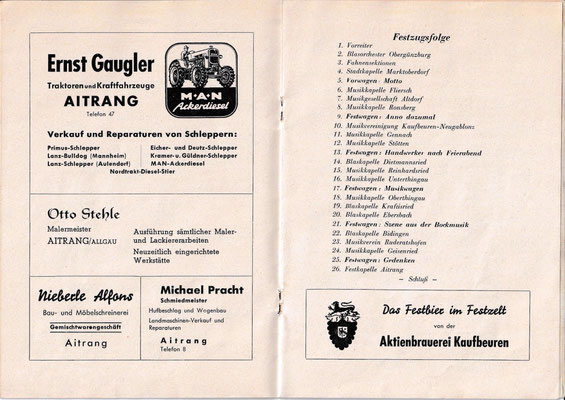 Ernst Gaugler
Traktoren und Kraftfahrzeuge
AITRANG
Telefon 47
M·A·N
Ackerdiesel
Verkauf und Reparaturen von Schleppern:
Primus-Schlepper
Lanz-Bulldog (Mannheim)
Lanz-Schlepper (Aulendorf)
Eicher- und Deutz-Schlepper
Kramer- u. Güldner-Schlepper
MAN-Ackerdiesel
Nordtrakt-Diesel-Stier
Otto Stehle
Malermeister
AITRANG/ALLGÄU
Ausführung sämtlicher Maler-
und Lackiererarbeiten
Neuzeitlich eingerichtete
Werkstätte
Nieberle Alfons
Bau- und Möbelschreinerei
Gemischtwarengeschäft
Aitrang
Michael Pracht
Schmiedmeister
Hufbeschlag und Wagenbau
Landmaschinen-Verkauf und
Reparaturen
Aitrang
Telefon 8
Festzugsfolge
1. Vorreiter
2. Blasorchester Obergünzburg
3. Fahnensektionen
4. Stadtkapelle Marktoberdorf
5. Vorwagen: Motto
6. Musikkapelle Fliersch
7. Musikgesellschaft Altdorf
8. Musikkapelle Ronsberg
9. Festwagen: Anno dazumal
10. Musikvereinigung Kaufbeuren-Neugablonz
11. Musikkapelle Gennach
12. Musikkapelle Stötten
13. Festwagen: Handwerker nach Feierabend
14. Blaskapelle Dietmannsried
15. Musikkapelle Reinhardsried
16. Musikkapelle Unterthingau
17. Festwagen: Musikwagen
18. Musikkapelle Oberthingau
19. Blaskapelle Kraftisried
20. Blaskapelle Ebersbach
21. Festwagen: Szene aus der Bockmusik
22. Blaskapelle Bidingen
23. Musikverein Ruderatshofen
24. Musikkapelle Geisenried
25. Festwagen: Gedenken
26. Festkapelle Aitrang
– Schluß –
Das Festbier im Festzelt
von der
Aktienbrauerei Kaufbeuren